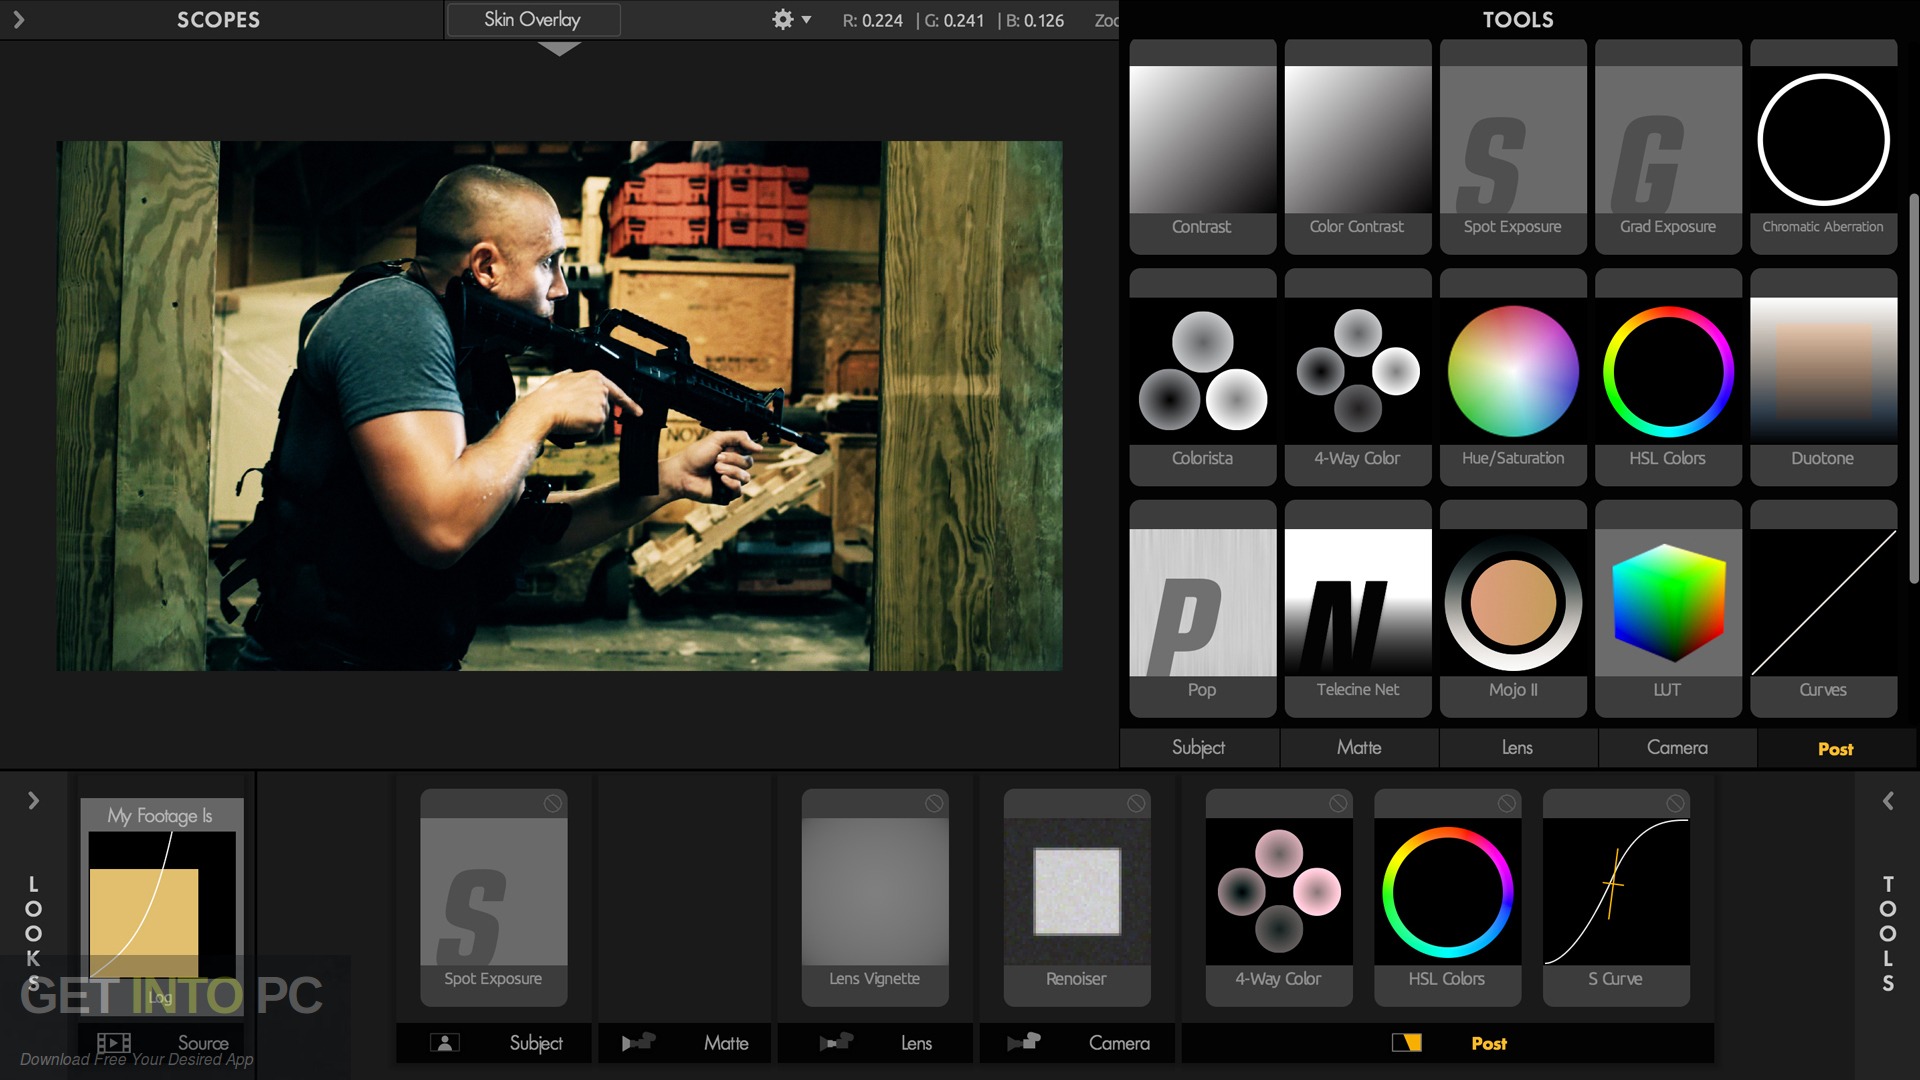 SCOPES
Skin Overlay
R: 0.224 | G: 0.241 | B: 0.126
Zoo
TOOLS
S
G
Contrast
Color Contrast
Spot Exposure
Grad Exposure
Chromatic Aberration
Colorista
4-Way Color
Hue/Saturation
HSL Colors
Duotone
P
N
Pop
Telecine Net
Mojo II
LUT
Curves
Subject
Matte
Lens
Camera
Post
NOV
LOOKS
My Footage Is
Log
Source
S
Spot Exposure
Lens Vignette
Renoiser
4-Way Color
HSL Colors
S Curve
Subject
Matte
Lens
Camera
Post
TOOLS
GET INTO PC
Download Free Your Desired App